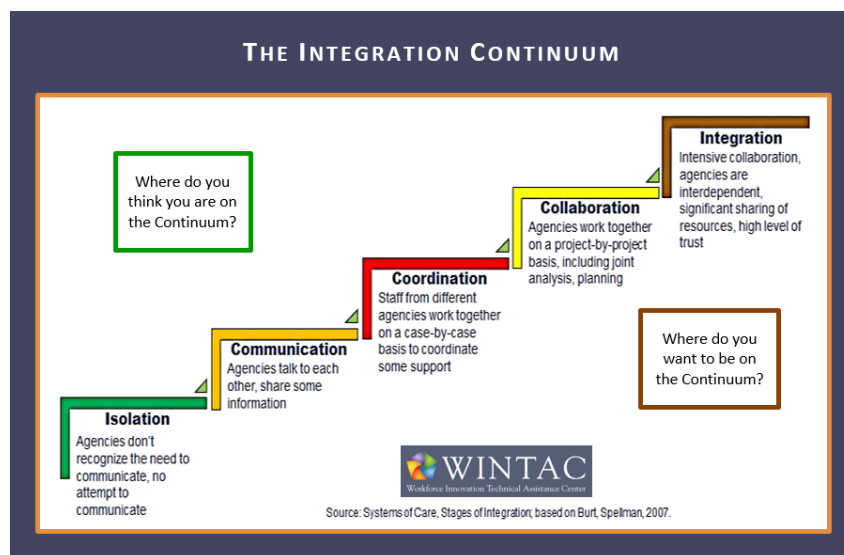 THE INTEGRATION CONTINUUM
Where do you
think you are on
the Continuum?
Integration
Intensive collaboration,
agencies are
interdependent,
significant sharing of
resources, high level of
trust
Collaboration
Agencies work together
on a project-by-project
basis, including joint
analysis, planning
Coordination
Staff from different
agencies work together
on a case-by-case
basis to coordinate
some support
Communication
Agencies talk to each
other, share some
information
Isolation
Agencies don't
recognize the need to
communicate, no
attempt to
communicate
Where do you
want to be on
the Continuum?
WINTAC
Workforce Innovation Technical Assistance Center
Source: Systems of Care, Stages of Integration; based on Burt, Spellman, 2007.